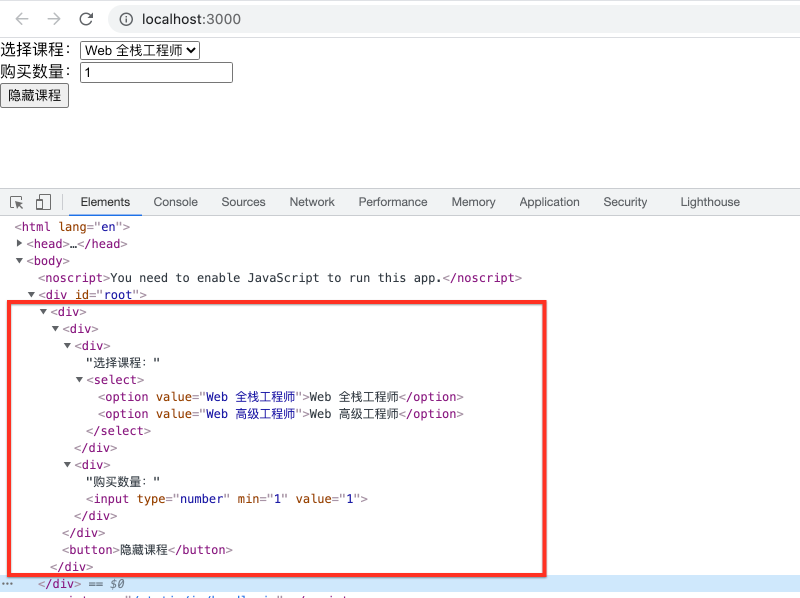 localhost:3000
选择课程： Web 全栈工程师
购买数量： 1
隐藏课程
Elements Console Sources Network Performance Memory Application Security Lighthouse
<html lang="en">
<head>…</head>
<body>
<noscript>You need to enable JavaScript to run this app.</noscript>
<div id="root">
<div>
<div>
<div>
"选择课程："
<select>
<option value="Web 全栈工程师">Web 全栈工程师</option>
<option value="Web 高级工程师">Web 高级工程师</option>
</select>
</div>
<div>
"购买数量："
<input type="number" min="1" value="1">
</div>
</div>
<button>隐藏课程</button>
</div>
… </div> == $0